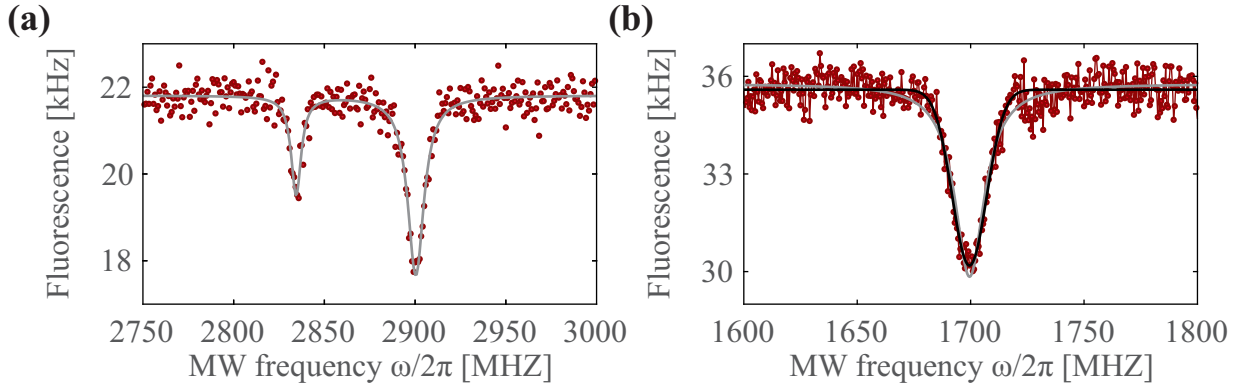 (a)
Fluorescence [kHz]
22
20
18
2750 2800 2850 2900 2950 3000
MW frequency ω/2π [MHZ]
(b)
Fluorescence [kHz]
36
33
30
1600 1650 1700 1750 1800
MW frequency ω/2π [MHZ]